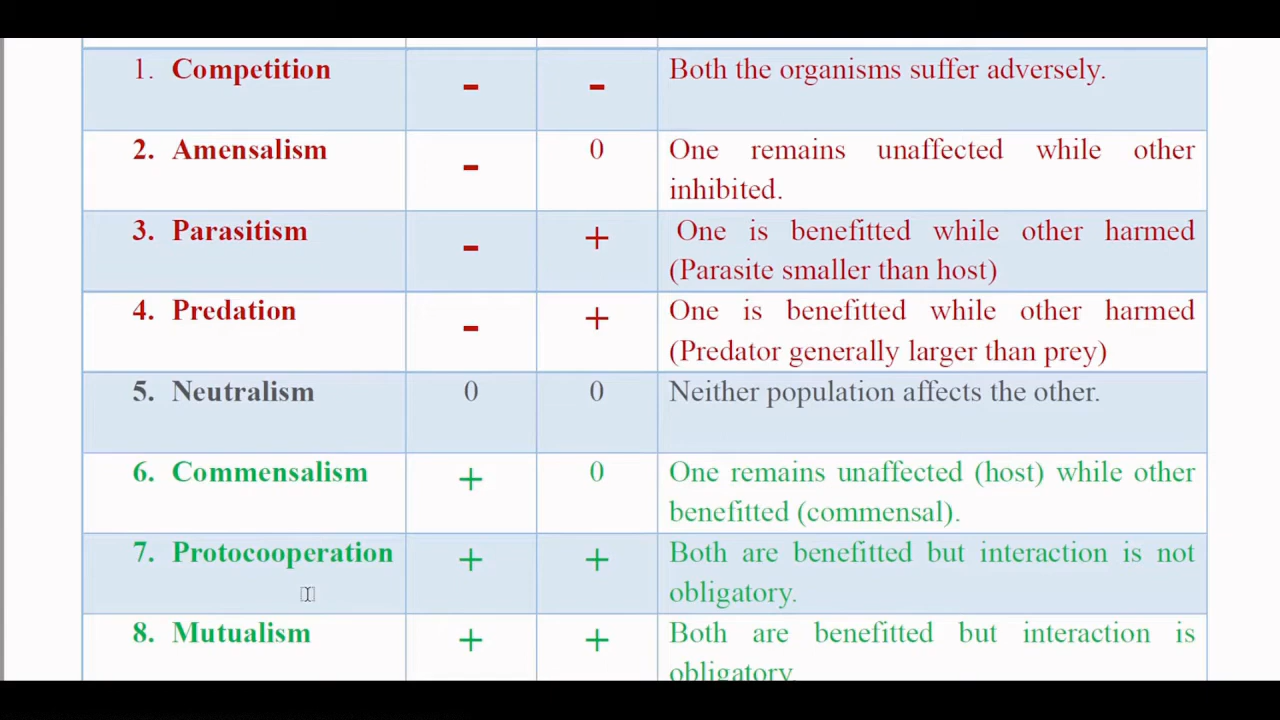 1. Competition - - Both the organisms suffer adversely.
2. Amensalism - 0 One remains unaffected while other
inhibited.
3. Parasitism - + One is benefitted while other harmed
(Parasite smaller than host)
4. Predation - + One is benefitted while other harmed
(Predator generally larger than prey)
5. Neutralism 0 0 Neither population affects the other.
6. Commensalism + 0 One remains unaffected (host) while other
benefitted (commensal).
7. Protocooperation + + Both are benefitted but interaction is not
obligatory.
8. Mutualism + + Both are benefitted but interaction is
obligatory